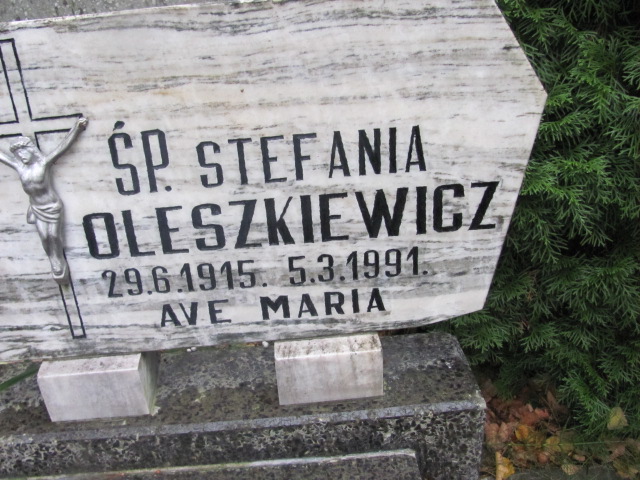 ŚP. STEFANIA
OLESZKIEWICZ
29.6.1915. 5.3.1991.
AVE MARIA